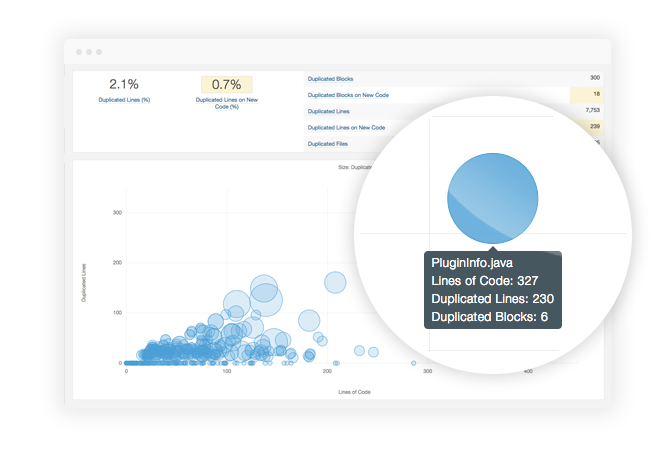 2.1%
Duplicated Lines (%)
0.7%
Duplicated Lines on New
Code (%)
Duplicated Blocks
300
Duplicated Blocks on New Code
18
Duplicated Lines
7,753
Duplicated Lines on New Code
239
Duplicated Files
Size: Duplicated
300
200
100
0
Duplicated Lines
0
100
200
300
400
Lines of Code
PluginInfo.java
Lines of Code: 327
Duplicated Lines: 230
Duplicated Blocks: 6